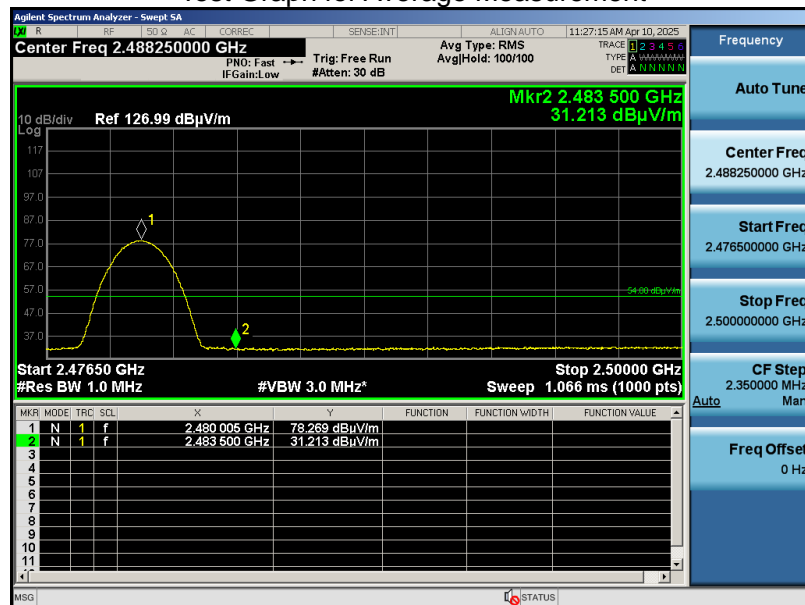 Test Graph for Average Measurement
Agilent Spectrum Analyzer - Swept SA
LXI R RF 50 Ω AC CORREC SENSE:INT ALIGNAUTO 11:27:15 AM Apr 10, 2025
Center Freq 2.488250000 GHz
PNO: Fast
IFGain:Low
Trig: Free Run
#Atten: 30 dB
Avg Type: RMS
Avg|Hold: 100/100
TRACE 1 2 3 4 5 6
TYPE A WWWWW
DET A N N N N N
Mkr2 2.483 500 GHz
31.213 dBµV/m
10 dB/div Ref 126.99 dBµV/m
Log
117
107
97.0
87.0
77.0
67.0
57.0
47.0
37.0
1
2
54.00 dBµV/m
Start 2.47650 GHz Stop 2.50000 GHz
#Res BW 1.0 MHz #VBW 3.0 MHz* Sweep 1.066 ms (1000 pts)
MKR MODE TRC SCL X Y FUNCTION FUNCTION WIDTH FUNCTION VALUE
1 N 1 f 2.480 005 GHz 78.269 dBµV/m
2 N 1 f 2.483 500 GHz 31.213 dBµV/m
3
4
5
6
7
8
9
10
11
MSG STATUS
Frequency
Auto Tune
Center Freq
2.488250000 GHz
Start Freq
2.476500000 GHz
Stop Freq
2.500000000 GHz
CF Step
2.350000 MHz
Auto Man
Freq Offset
0 Hz